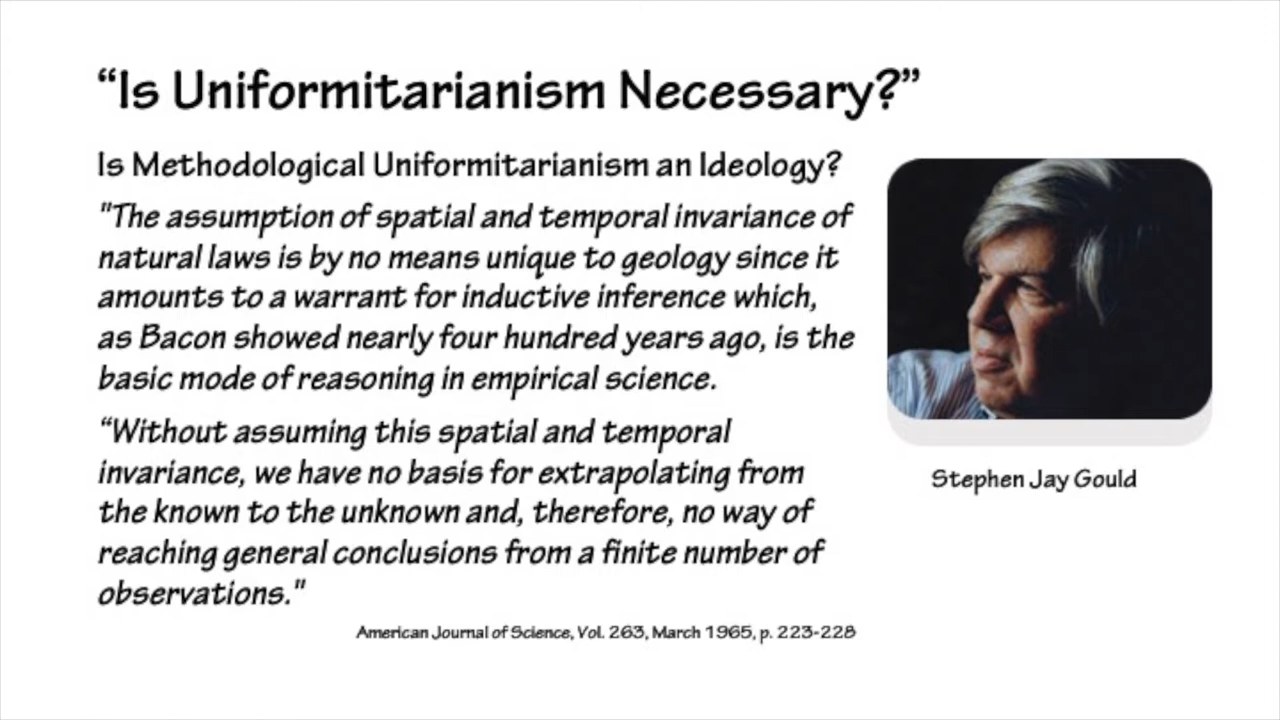 “Is Uniformitarianism Necessary?”
Is Methodological Uniformitarianism an Ideology?
"The assumption of spatial and temporal invariance of
natural laws is by no means unique to geology since it
amounts to a warrant for inductive inference which,
as Bacon showed nearly four hundred years ago, is the
basic mode of reasoning in empirical science.
“Without assuming this spatial and temporal
invariance, we have no basis for extrapolating from
the known to the unknown and, therefore, no way of
reaching general conclusions from a finite number of
observations."
American Journal of Science, Vol. 263, March 1965, p. 223-228
Stephen Jay Gould